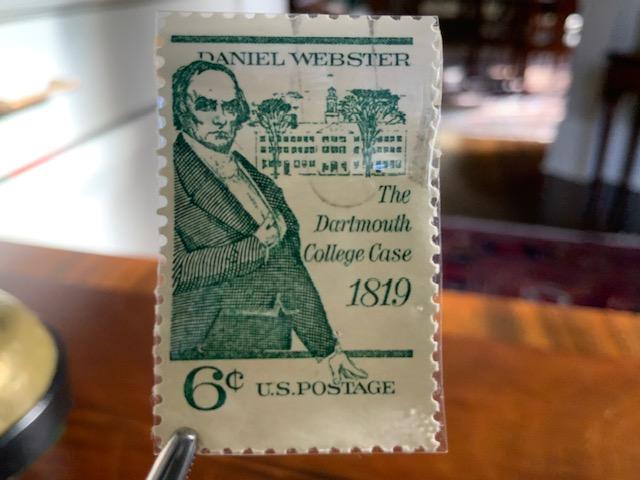 DANIEL WEBSTER
The
Dartmouth
College Case
1819
6¢ U.S. POSTAGE